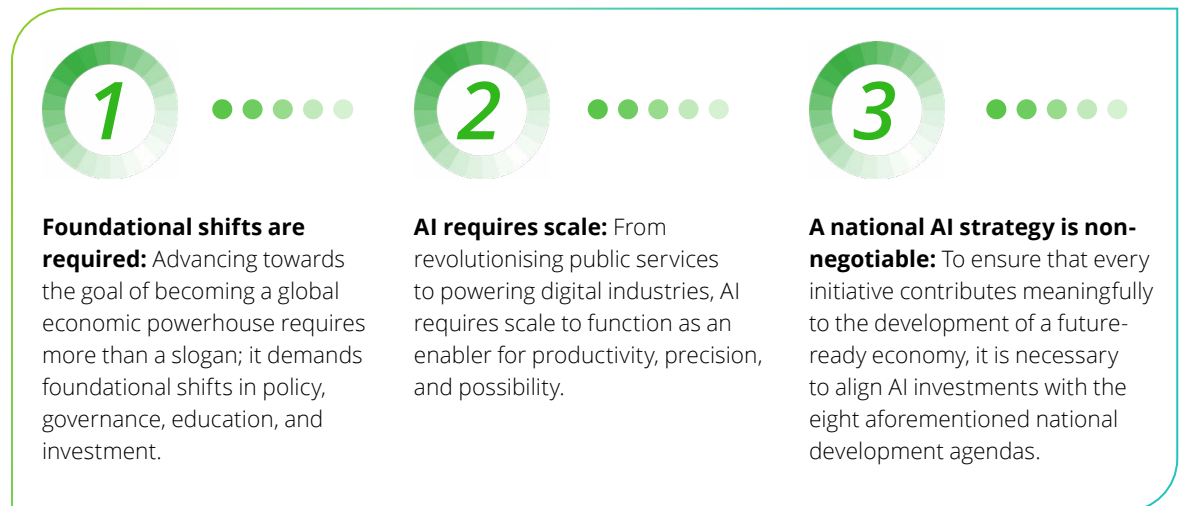 1
Foundational shifts are
required: Advancing towards
the goal of becoming a global
economic powerhouse requires
more than a slogan; it demands
foundational shifts in policy,
governance, education, and
investment.
2
AI requires scale: From
revolutionising public services
to powering digital industries, AI
requires scale to function as an
enabler for productivity, precision,
and possibility.
3
A national AI strategy is non-
negotiable: To ensure that every
initiative contributes meaningfully
to the development of a future-
ready economy, it is necessary
to align AI investments with the
eight aforementioned national
development agendas.